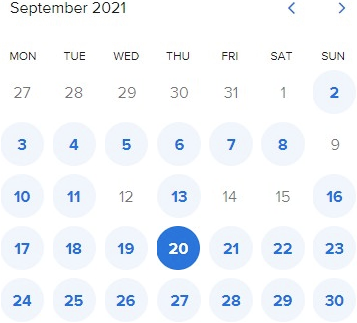 September 2021
MON TUE WED THU FRI SAT SUN
27 28 29 30 31 1 2
3 4 5 6 7 8 9
10 11 12 13 14 15 16
17 18 19 20 21 22 23
24 25 26 27 28 29 30